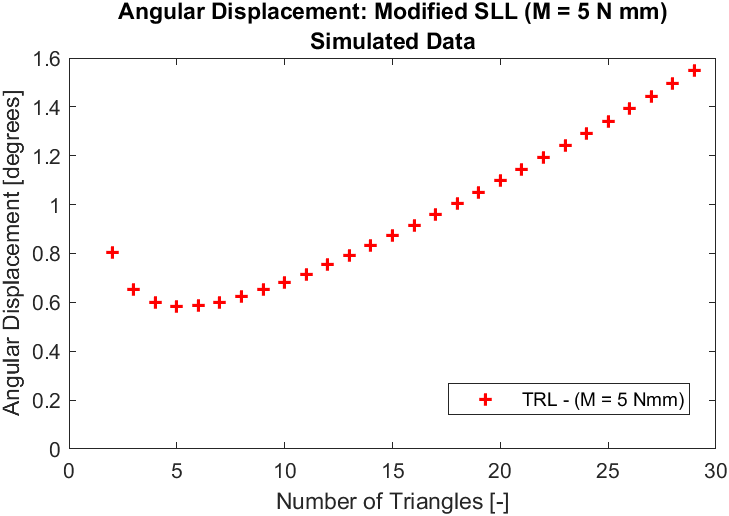 Angular Displacement: Modified SLL (M = 5 N mm)
Simulated Data
Angular Displacement [degrees]
1.6
1.4
1.2
1
0.8
0.6
0.4
0.2
0
TRL - (M = 5 Nmm)
0 5 10 15 20 25 30
Number of Triangles [-]